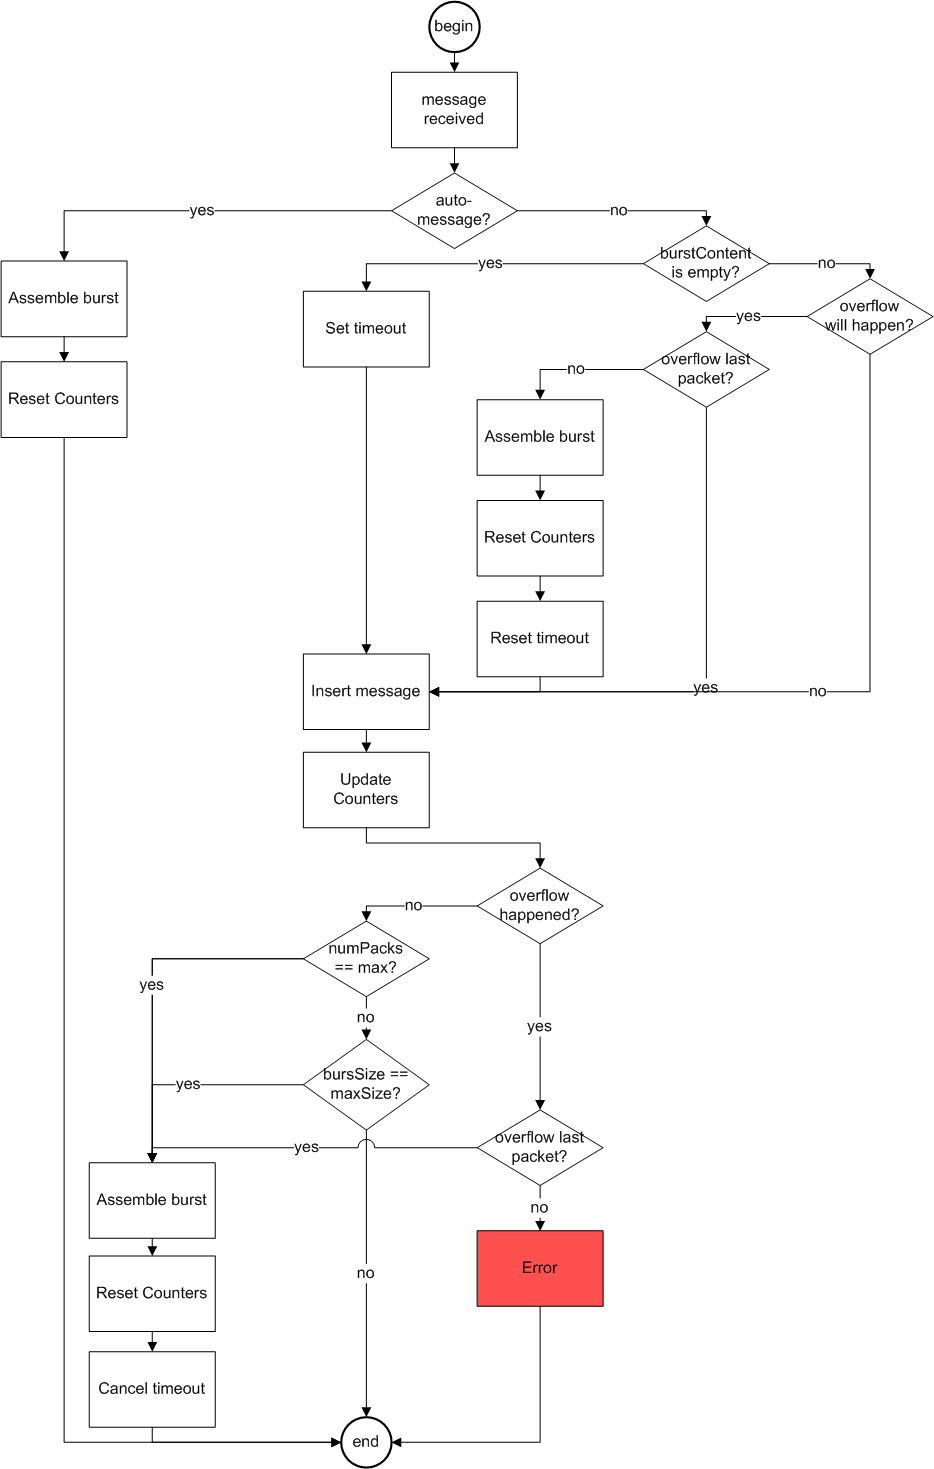 begin
message
received
auto-
message?
yes
no
burstContent
is empty?
yes
no
Assemble burst
Set timeout
overflow
will happen?
yes
overflow last
packet?
no
Reset Counters
Assemble burst
Reset Counters
Reset timeout
Insert message
yes
no
Update
Counters
overflow
happened?
no
numPacks
== max?
yes
no
yes
bursSize ==
maxSize?
yes
overflow last
packet?
yes
Assemble burst
no
Error
no
Reset Counters
Cancel timeout
end